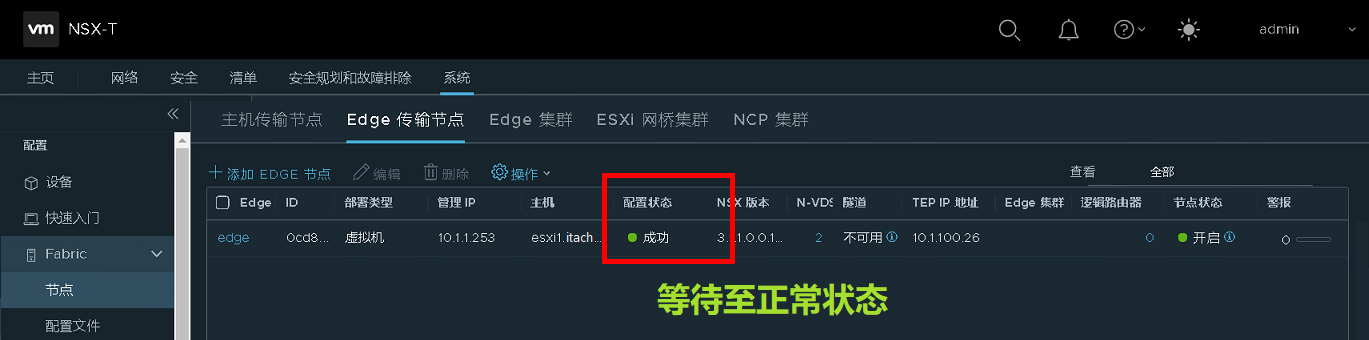 vm NSX-T admin
主页 网络 安全 清单 安全规划和故障排除 系统
主机传输节点 Edge 传输节点 Edge 集群 ESXi 网桥集群 NCP 集群
配置
设备
快速入门
Fabric
节点
配置文件
添加 EDGE 节点 编辑 删除 操作 查看 全部
Edge ID 部署类型 管理 IP 主机 配置状态 NSX 版本 N-VDS 隧道 TEP IP 地址 Edge 集群 逻辑路由器 节点状态 警报
edge 0cd8... 虚拟机 10.1.1.253 esxi1.itach... 成功 2 不可用 10.1.100.26 0 开启 0
等待至正常状态